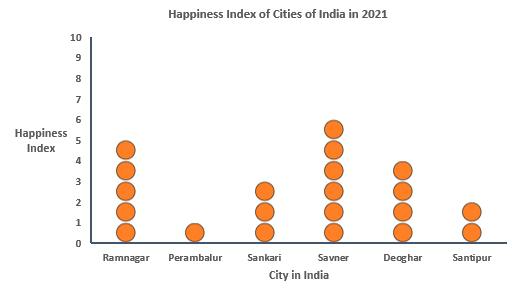 Happiness Index of Cities of India in 2021
10
9
8
7
6
5
4
3
2
1
0
Happiness
Index
Ramnagar Perambalur Sankari Savner Deoghar Santipur
City in India